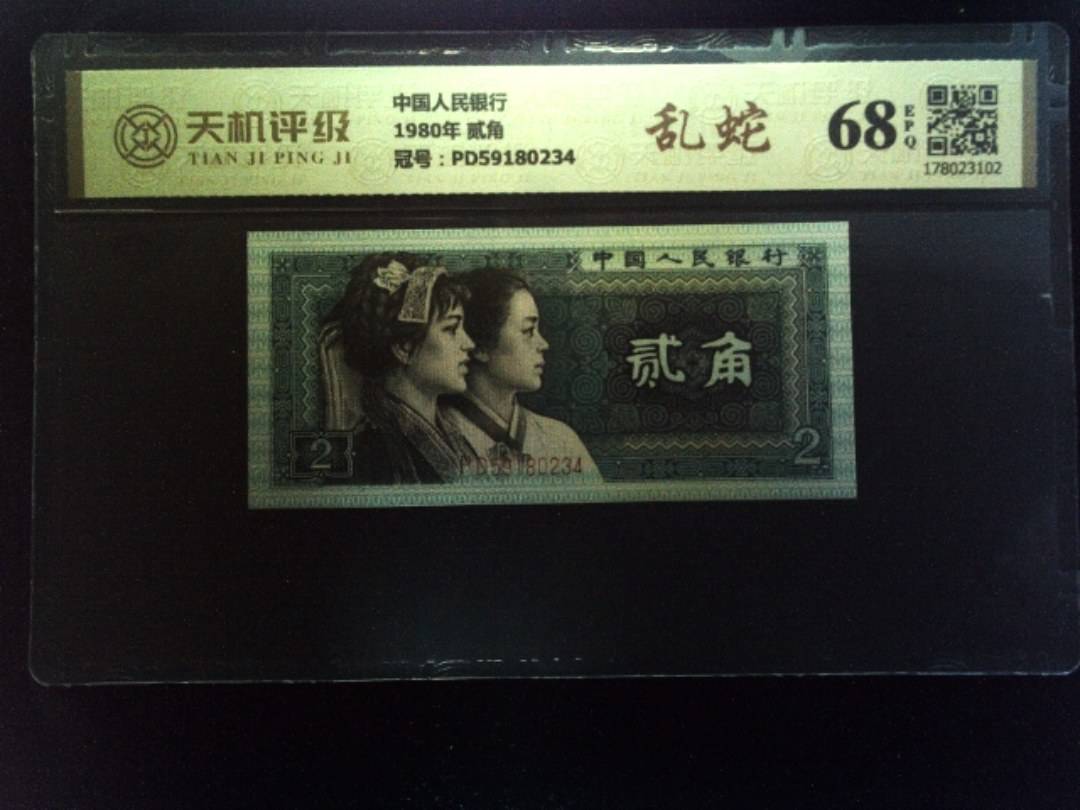 天机评级
TIAN JI PING JI
中国人民银行
1980年 贰角
冠号：PD59180234
乱蛇
68
EPQ
178023102
中国人民银行
贰角
2
2
PD59180234